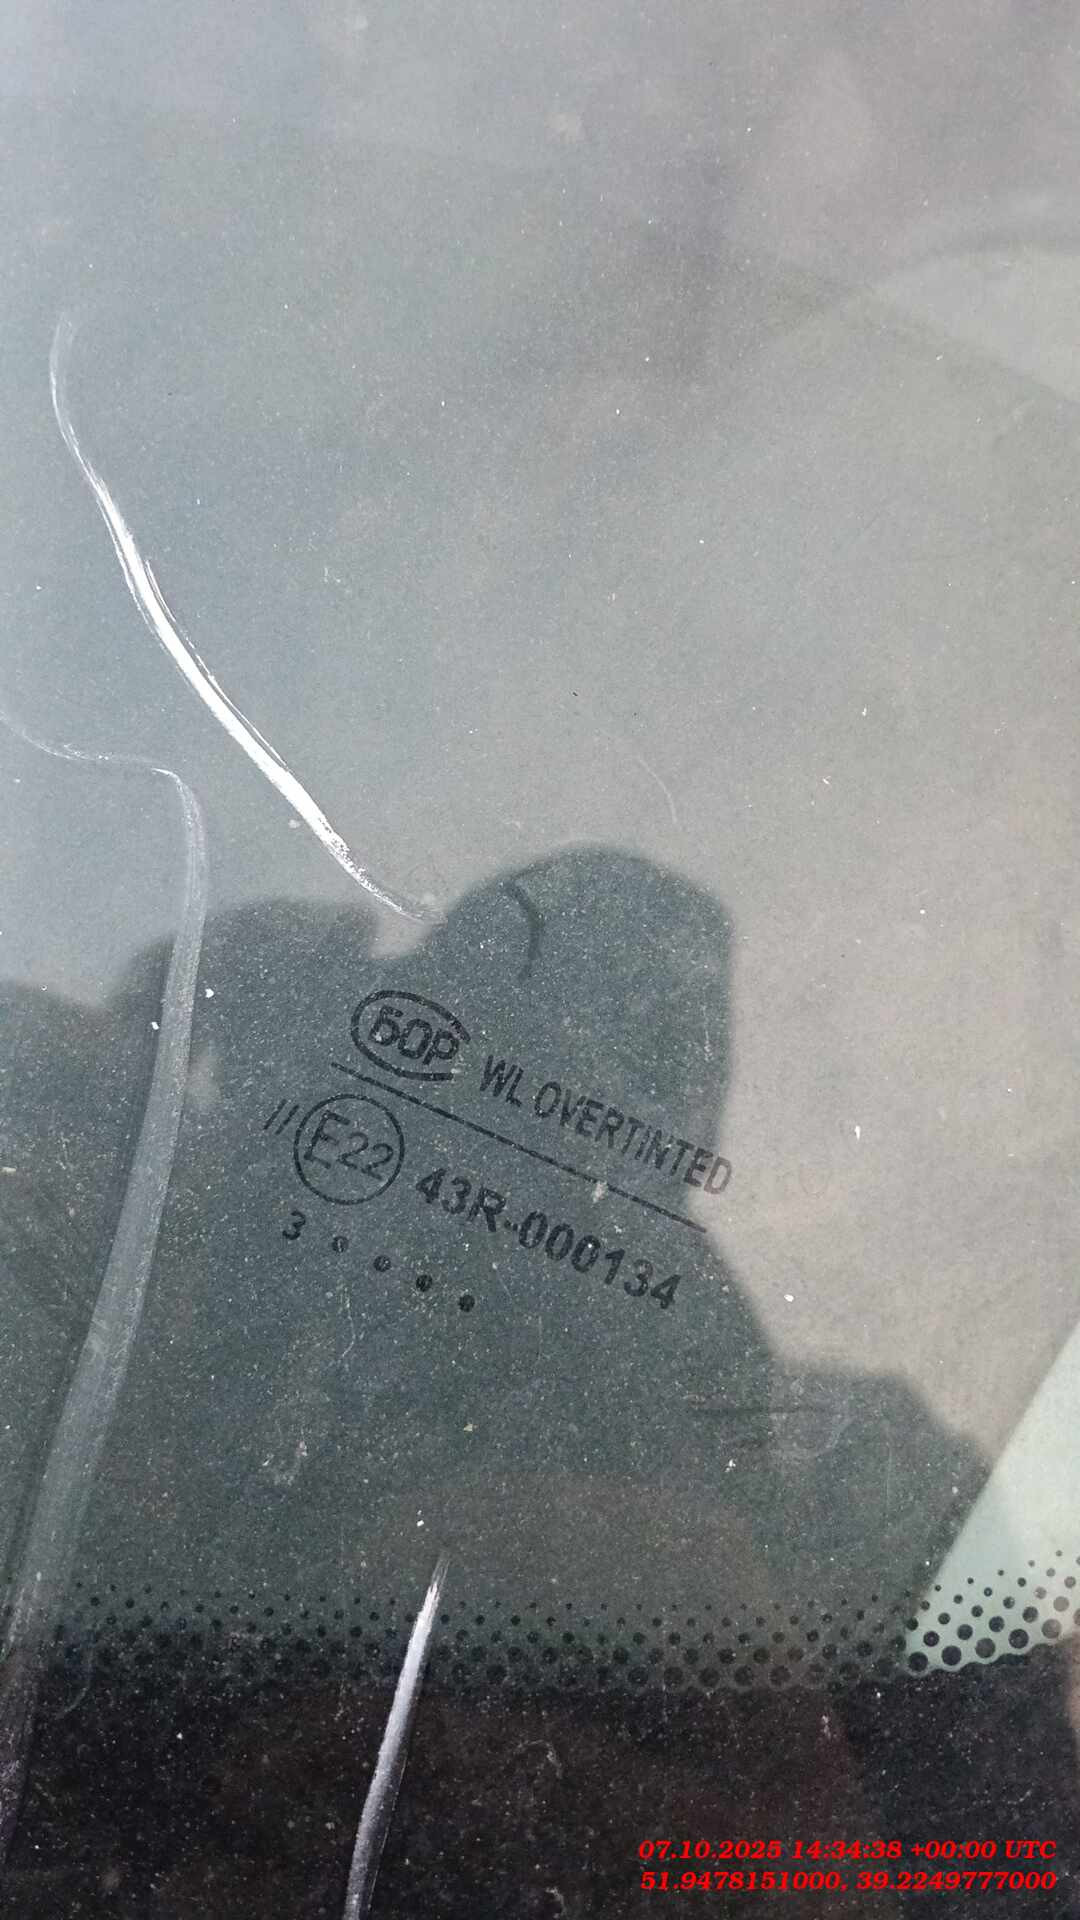 БОР WL OVERTINTED
// E22 43R-000134
3 . . . .
07.10.2025 14:34:38 +00:00 UTC
51.9478151000, 39.2249777000